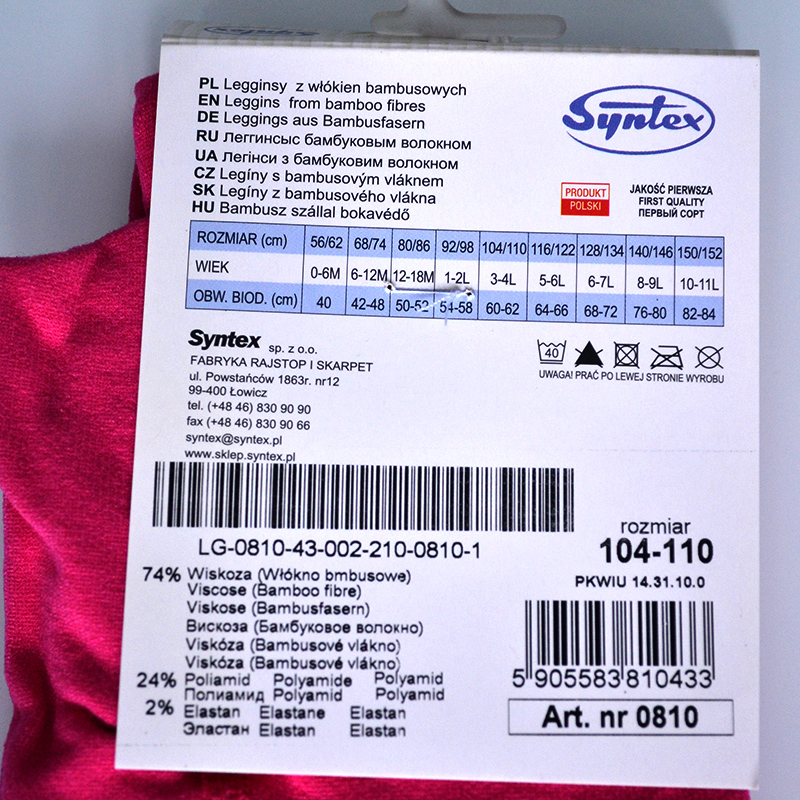 Syntex
PL Legginsy z włókien bambusowych
EN Leggins from bamboo fibres
DE Leggings aus Bambusfasern
RU Леггинсыс бамбуковым волокном
UA Легінси з бамбуковим волокном
CZ Legíny s bambusovým vláknem
SK Legíny z bambusového vlákna
HU Bambusz szállal bokavédő
Syntex
PRODUKT
POLSKI
JAKOŚĆ PIERWSZA
FIRST QUALITY
ПЕРВЫЙ СОРТ
ROZMIAR (cm) 56/62 68/74 80/86 92/98 104/110 116/122 128/134 140/146 150/152
WIEK 0-6M 6-12M 12-18M 1-2L 3-4L 5-6L 6-7L 8-9L 10-11L
OBW. BIOD. (cm) 40 42-48 50-52 54-58 60-62 64-66 68-72 76-80 82-84
Syntex sp. z o.o.
FABRYKA RAJSTOP I SKARPET
ul. Powstańców 1863r. nr12
99-400 Łowicz
tel. (+48 46) 830 90 90
fax (+48 46) 830 90 66
syntex@syntex.pl
www.sklep.syntex.pl
40
UWAGA! PRAĆ PO LEWEJ STRONIE WYROBU
LG-0810-43-002-210-0810-1
rozmiar
104-110
PKWIU 14.31.10.0
74% Wiskoza (Włókno bmbusowe)
Viscose (Bamboo fibre)
Viskose (Bambusfasern)
Вискоза (Бамбуковое волокно)
Viskóza (Bambusové vlákno)
Viskóza (Bambusové vlákno)
24% Poliamid Polyamide Polyamid
Полиамид Polyamid Polyamid
2% Elastan Elastane Elastan
Эластан Elastan Elastan
5 905583 810433
Art. nr 0810